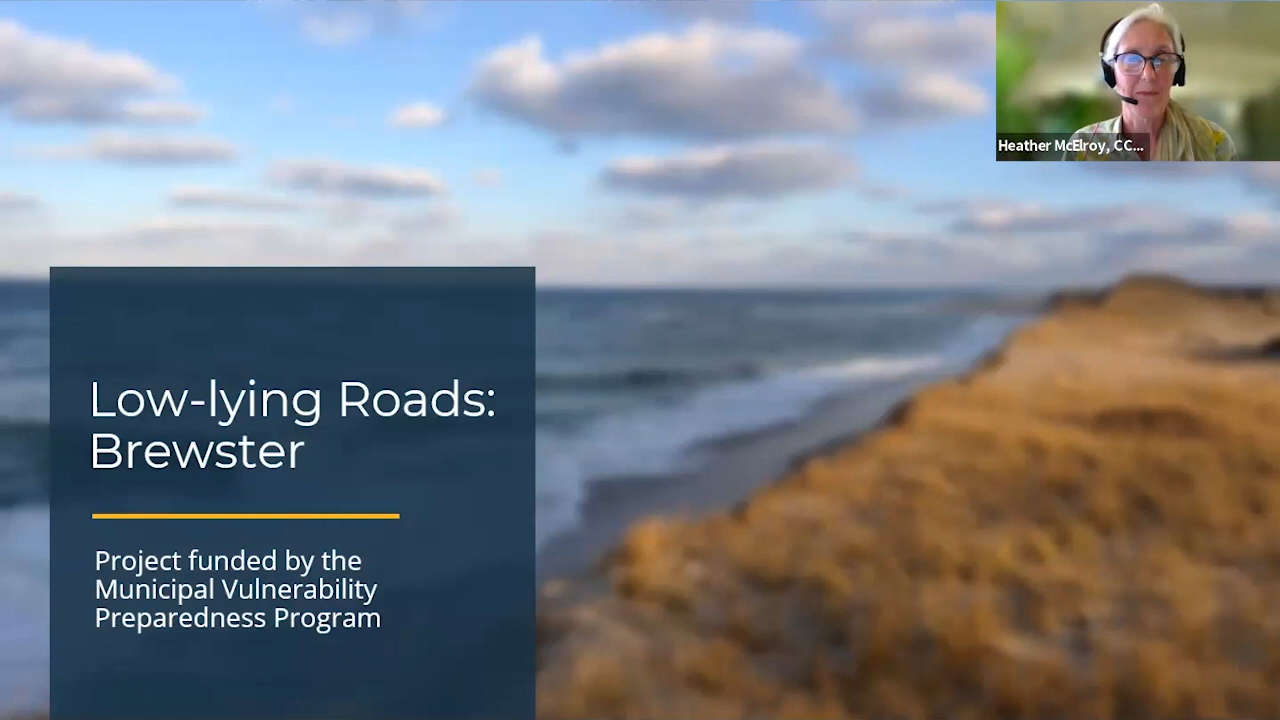 Heather McElroy, CC...
Low-lying Roads:
Brewster
Project funded by the
Municipal Vulnerability
Preparedness Program